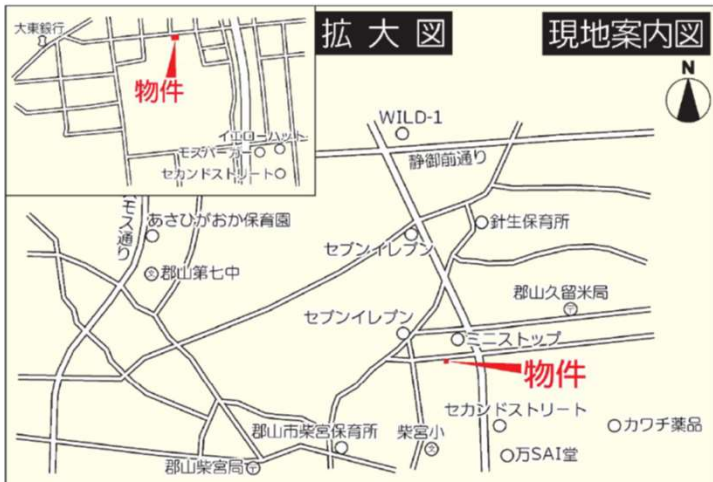 拡大図
現地案内図
大東銀行
物件
イエローハット
モスバーガー
セカンドストリート
N
WILD-1
静御前通り
モス通り
あさひがおか保育園
セブンイレブン
針生保育所
郡山第七中
郡山久留米局
セブンイレブン
ミニストップ
物件
セカンドストリート
カワチ薬品
郡山市柴宮保育所
柴宮小
万SAI堂
郡山柴宮局